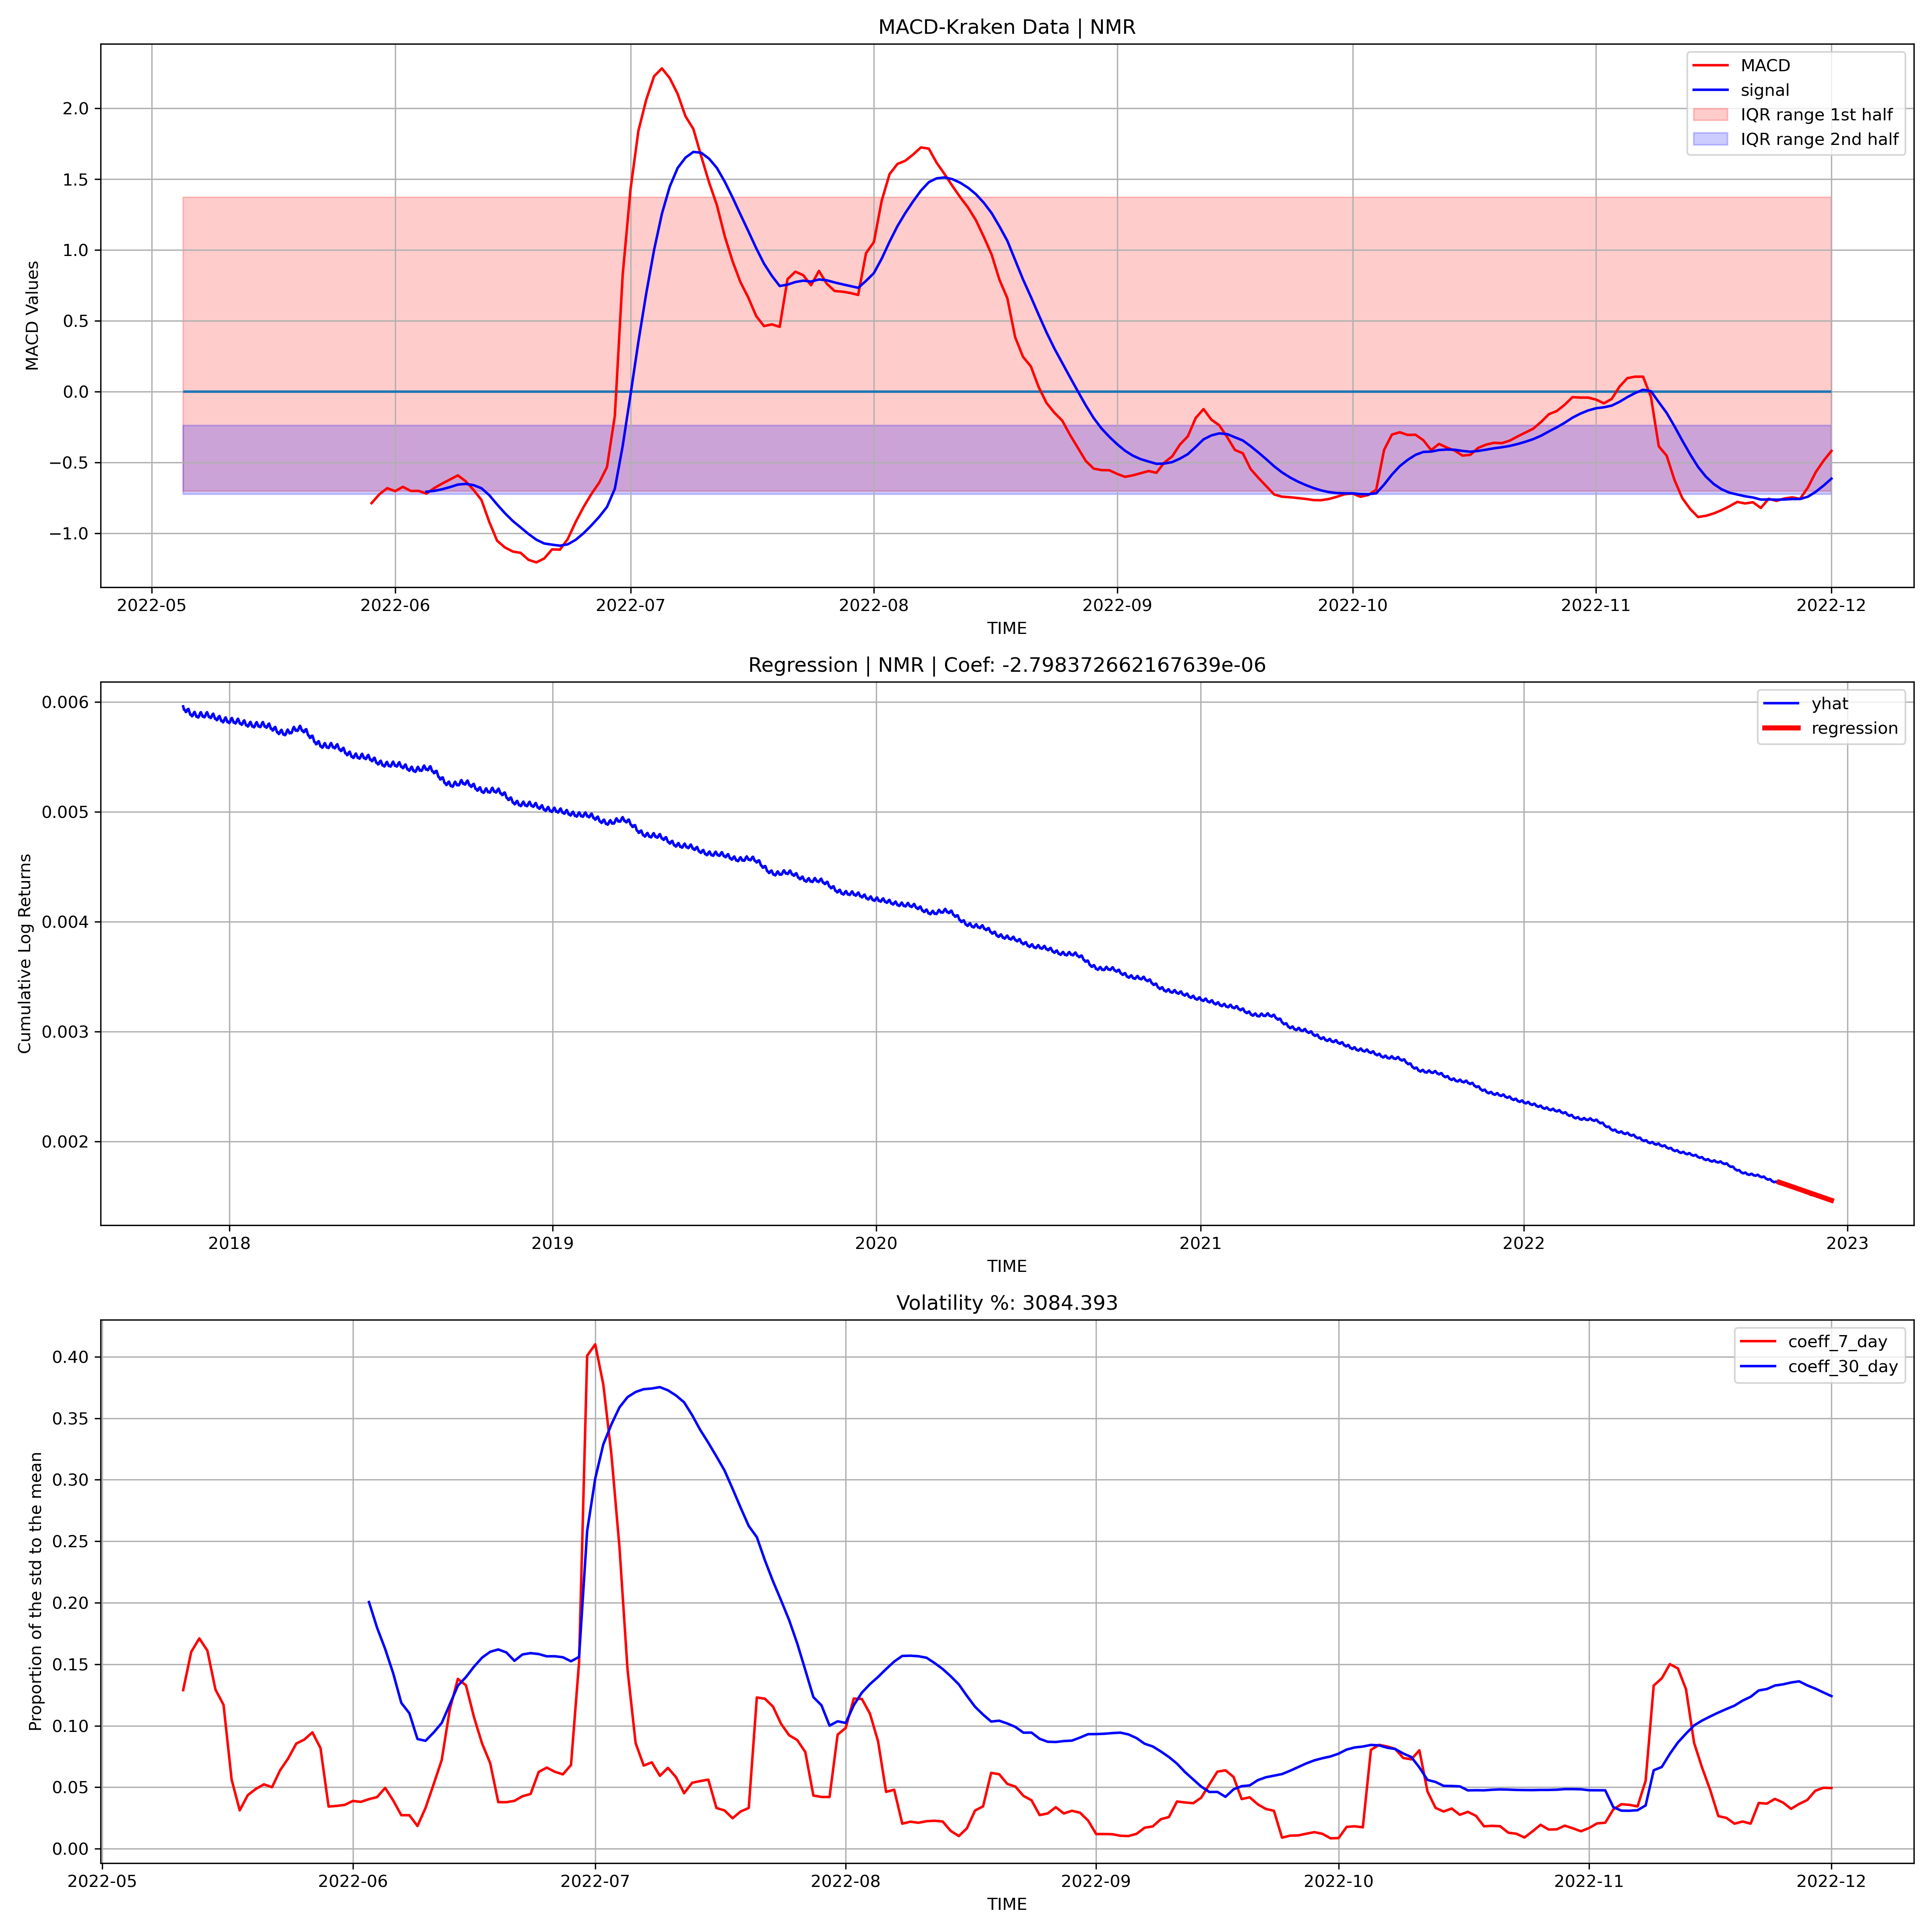 MACD-Kraken Data | NMR
MACD
signal
IQR range 1st half
IQR range 2nd half
MACD Values
2.0
1.5
1.0
0.5
0.0
−0.5
−1.0
2022-05 2022-06 2022-07 2022-08 2022-09 2022-10 2022-11 2022-12
TIME
Regression | NMR | Coef: -2.798372662167639e-06
yhat
regression
Cumulative Log Returns
0.006
0.005
0.004
0.003
0.002
2018 2019 2020 2021 2022 2023
TIME
Volatility %: 3084.393
coeff_7_day
coeff_30_day
Proportion of the std to the mean
0.40
0.35
0.30
0.25
0.20
0.15
0.10
0.05
0.00
2022-05 2022-06 2022-07 2022-08 2022-09 2022-10 2022-11 2022-12
TIME